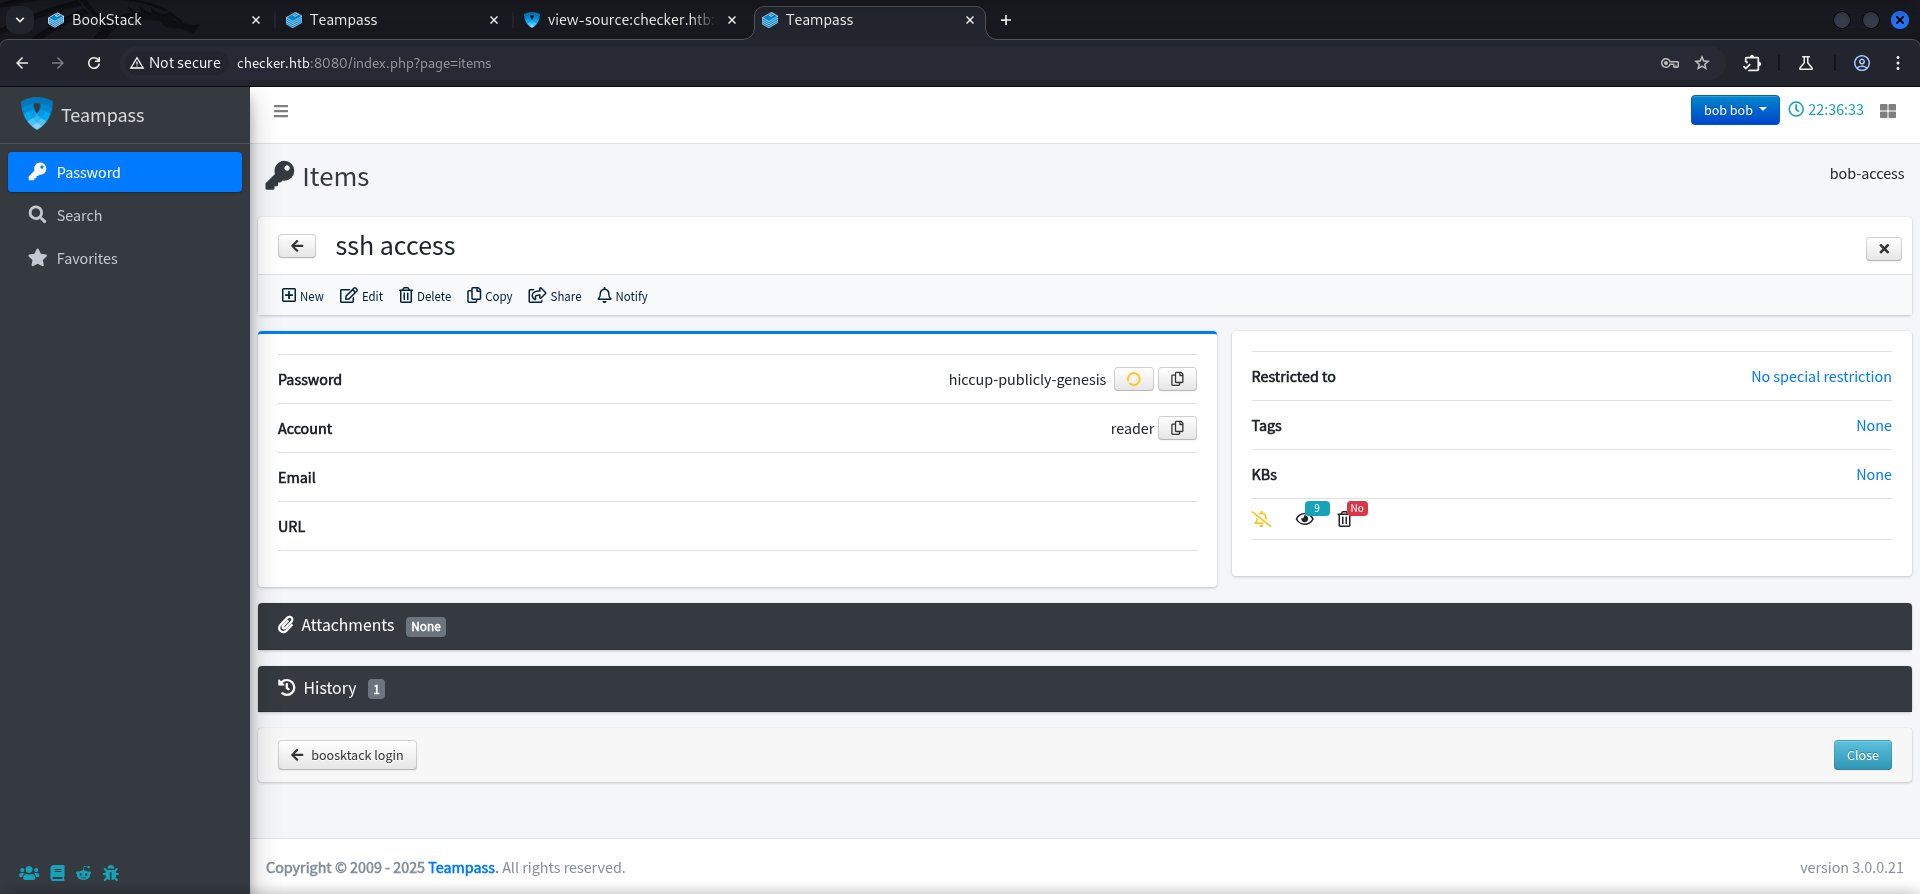 BookStack
Teampass
view-source:checker.htb:
Teampass
Not secure
checker.htb:8080/index.php?page=items
Teampass
bob bob
22:36:33
Password
Search
Favorites
Items
bob-access
ssh access
New
Edit
Delete
Copy
Share
Notify
Password
hiccup-publicly-genesis
Account
reader
Email
URL
Restricted to
No special restriction
Tags
None
KBs
None
9
No
Attachments
None
History
1
boosktack login
Close
Copyright © 2009 - 2025 Teampass. All rights reserved.
version 3.0.0.21